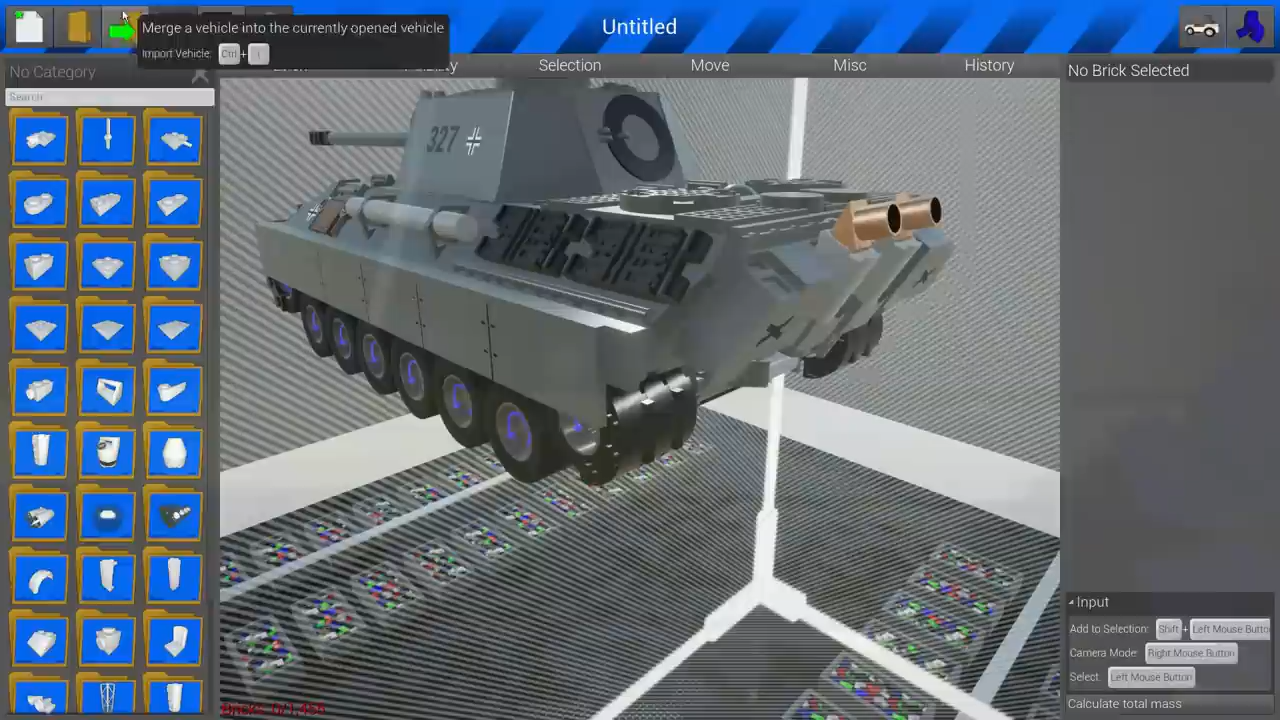 Merge a vehicle into the currently opened vehicle
Import Vehicle: Ctrl + I
Untitled
No Category
Search
Selection
Move
Misc
History
No Brick Selected
327
Input
Add to Selection: Shift + Left Mouse Butto
Camera Mode: Right Mouse Button
Select: Left Mouse Button
Calculate total mass